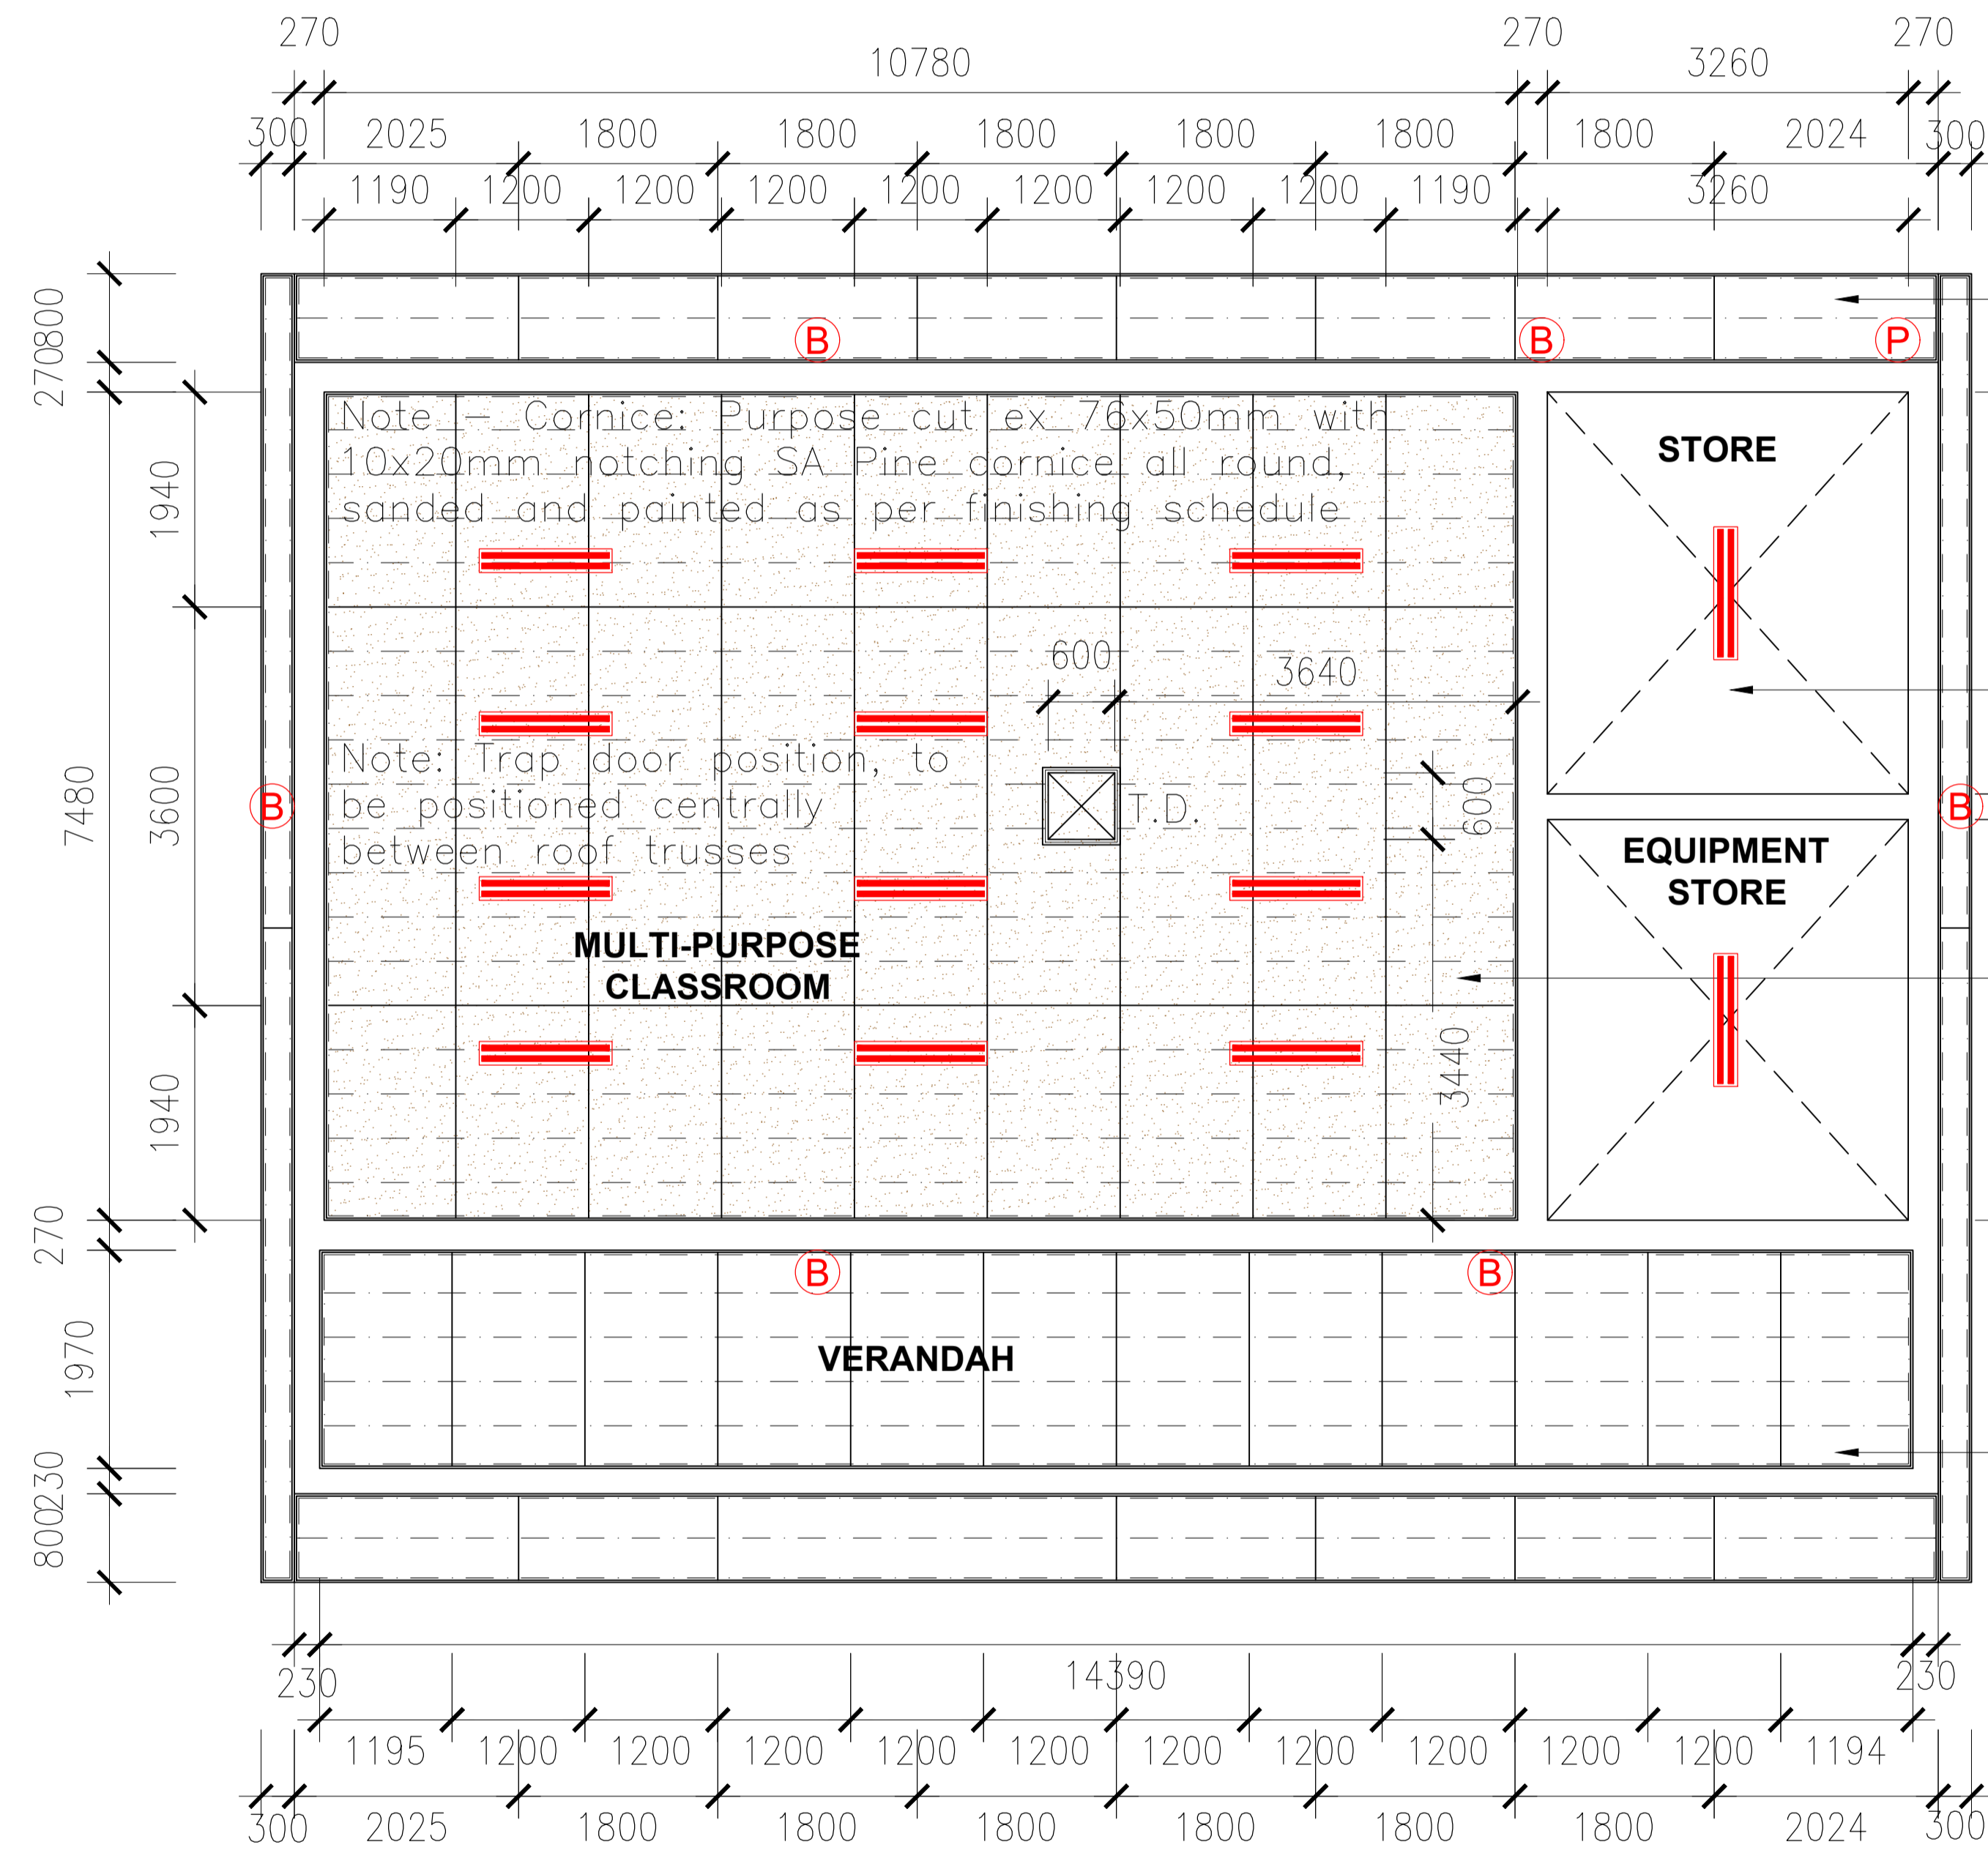 270 10780 270 3260 270
300 2025 1800 1800 1800 1800 1800 1800 2024 300
1190 1200 1200 1200 1200 1200 1200 1200 1190 3260
800
270
B B P
Note – Cornice: Purpose cut ex 76x50mm with
10x20mm notching SA Pine cornice all round,
sanded and painted as per finishing schedule
STORE
1940
600 3640
7480
3600
Note: Trap door position, to
be positioned centrally
between roof trusses
T.D.
600
B B
EQUIPMENT
STORE
MULTI-PURPOSE
CLASSROOM
3440
1940
270
B B
1970
VERANDAH
230
800
230 14390 230
1195 1200 1200 1200 1200 1200 1200 1200 1200 1200 1200 1194
300 2025 1800 1800 1800 1800 1800 1800 2024 300